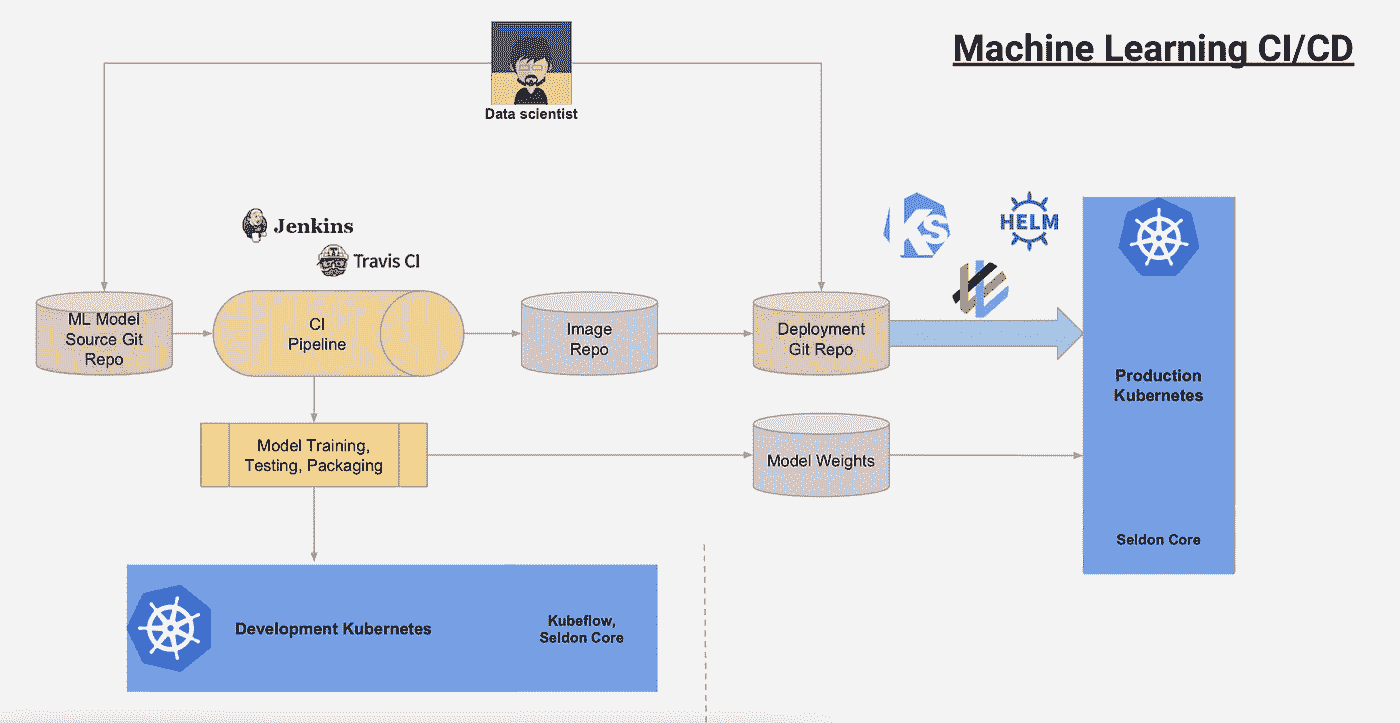 Machine Learning CI/CD
Data scientist
Jenkins
Travis CI
Ks
HELM
ML Model
Source Git
Repo
CI
Pipeline
Image
Repo
Deployment
Git Repo
Production
Kubernetes
Model Training,
Testing, Packaging
Model Weights
Seldon Core
Development Kubernetes
Kubeflow,
Seldon Core